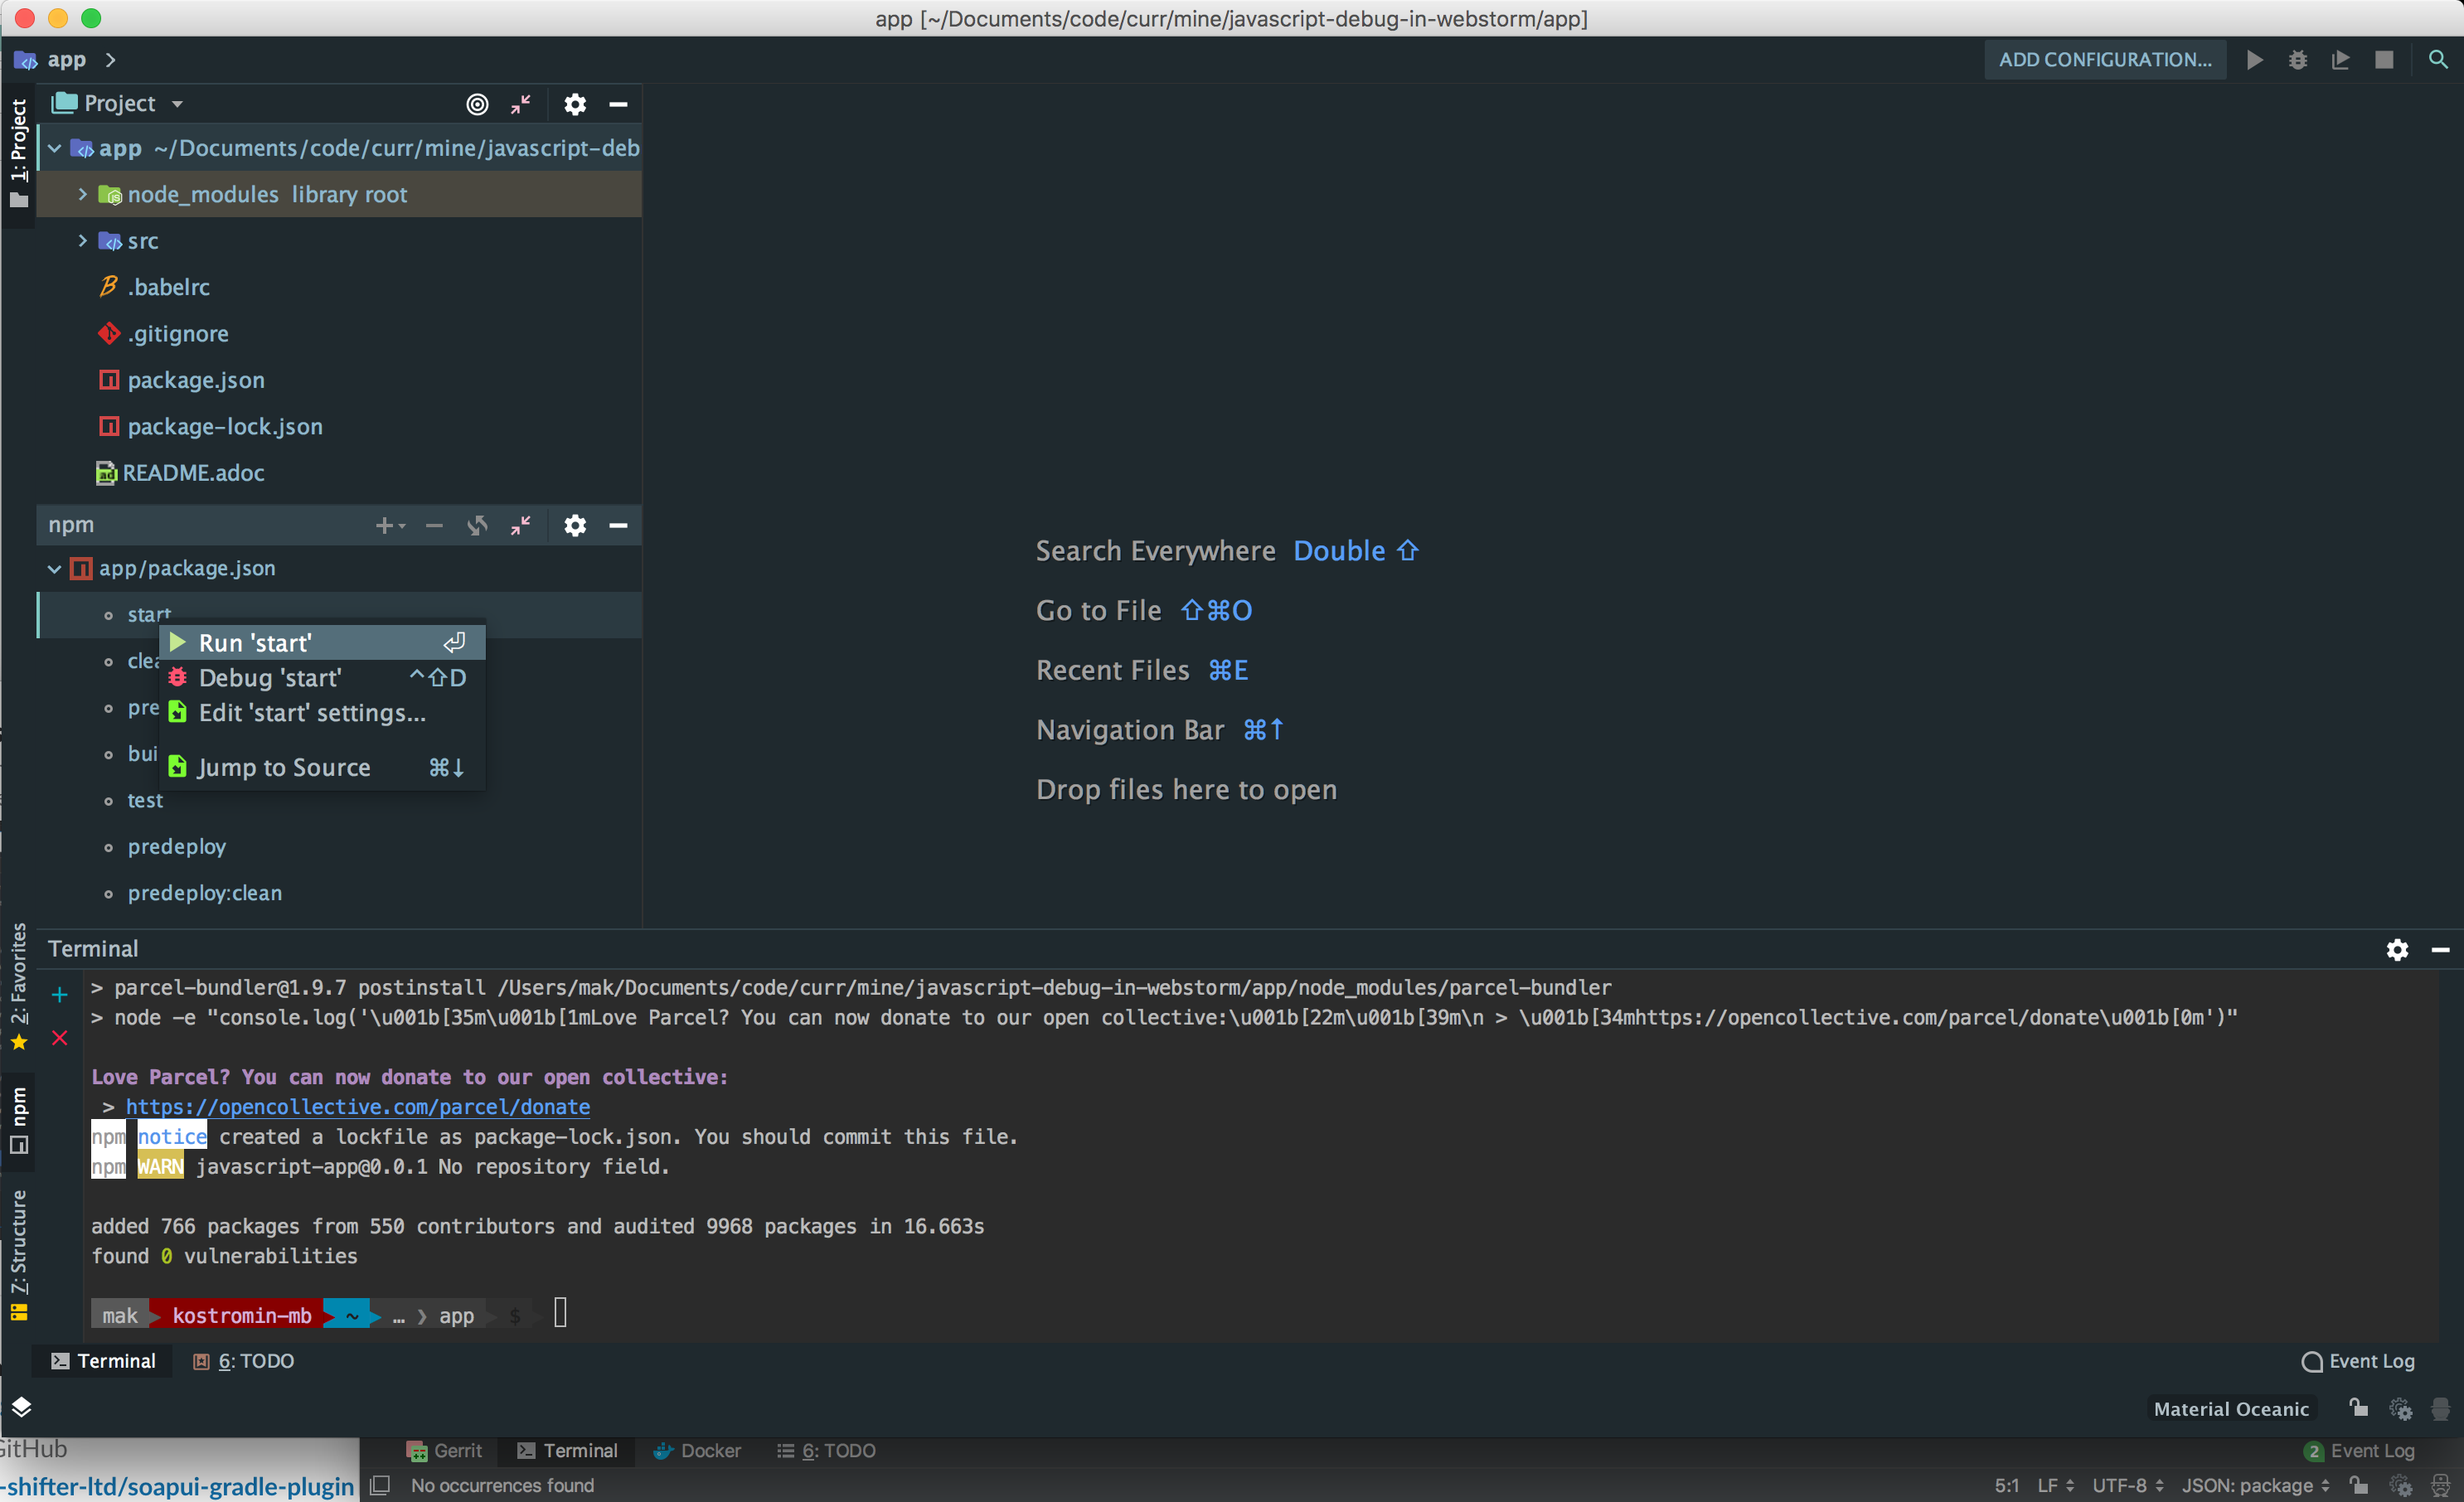 app [~/Documents/code/curr/mine/javascript-debug-in-webstorm/app]
app
ADD CONFIGURATION...
1: Project
Project
app ~/Documents/code/curr/mine/javascript-deb
node_modules library root
src
.babelrc
.gitignore
package.json
package-lock.json
README.adoc
npm
app/package.json
start
Run 'start'
clea
Debug 'start' ^⇧D
pre
Edit 'start' settings...
bui
Jump to Source ⌘↓
test
predeploy
predeploy:clean
Search Everywhere Double ⇧
Go to File ⇧⌘O
Recent Files ⌘E
Navigation Bar ⌘↑
Drop files here to open
2: Favorites
npm
7: Structure
Terminal
> parcel-bundler@1.9.7 postinstall /Users/mak/Documents/code/curr/mine/javascript-debug-in-webstorm/app/node_modules/parcel-bundler
> node -e "console.log('\u001b[35m\u001b[1mLove Parcel? You can now donate to our open collective:\u001b[22m\u001b[39m\n > \u001b[34mhttps://opencollective.com/parcel/donate\u001b[0m')"
Love Parcel? You can now donate to our open collective:
> https://opencollective.com/parcel/donate
npm notice created a lockfile as package-lock.json. You should commit this file.
npm WARN javascript-app@0.0.1 No repository field.
added 766 packages from 550 contributors and audited 9968 packages in 16.663s
found 0 vulnerabilities
mak kostromin-mb ~ … ❯ app $
Terminal 6: TODO
Event Log
Material Oceanic
GitHub
Gerrit Terminal Docker 6: TODO
2 Event Log
-shifter-ltd/soapui-gradle-plugin
No occurrences found
5:1 LF UTF-8 JSON: package